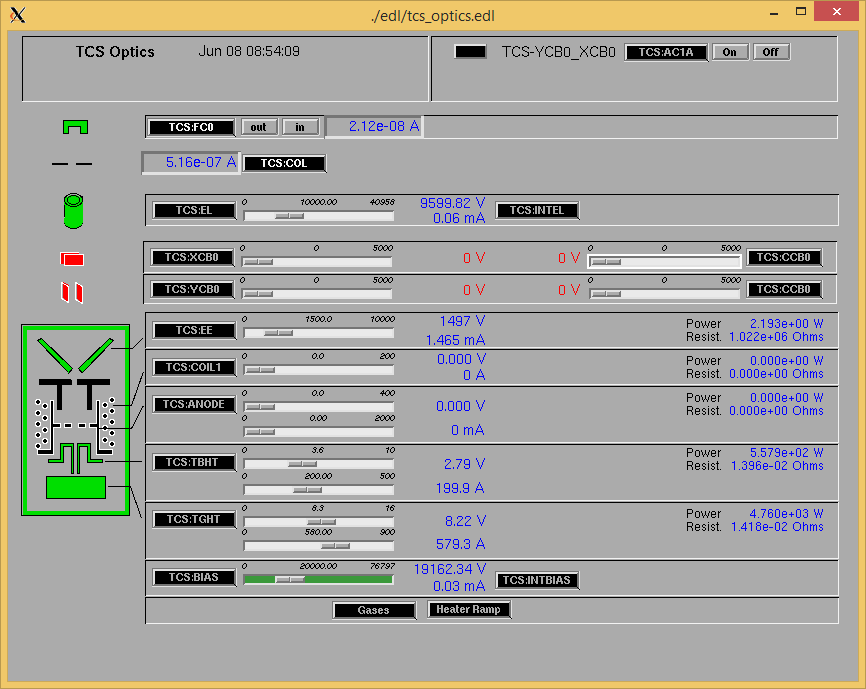 ./edl/tcs_optics.edl
TCS Optics Jun 08 08:54:09 TCS-YCB0_XCB0 TCS:AC1A On Off
TCS:FC0 out in 2.12e-08 A
5.16e-07 A TCS:COL
TCS:EL 0 10000.00 40958 9599.82 V TCS:INTEL
0.06 mA
TCS:XCB0 0 0 5000 0 V 0 V 0 0 5000 TCS:CCB0
TCS:YCB0 0 0 5000 0 V 0 V 0 0 5000 TCS:CCB0
TCS:EE 0 1500.0 10000 1497 V Power 2.193e+00 W
1.465 mA Resist. 1.022e+06 Ohms
TCS:COIL1 0 0.0 200 0.000 V Power 0.000e+00 W
0 A Resist. 0.000e+00 Ohms
TCS:ANODE 0 0.0 400 0.000 V Power 0.000e+00 W
Resist. 0.000e+00 Ohms
0 0.00 2000 0 mA
TCS:TBHT 0 3.6 10 2.79 V Power 5.579e+02 W
Resist. 1.396e-02 Ohms
0 200.00 500 199.9 A
TCS:TGHT 0 8.3 16 8.22 V Power 4.760e+03 W
Resist. 1.418e-02 Ohms
0 580.00 900 579.3 A
TCS:BIAS 0 20000.00 76797 19162.34 V TCS:INTBIAS
0.03 mA
Gases Heater Ramp